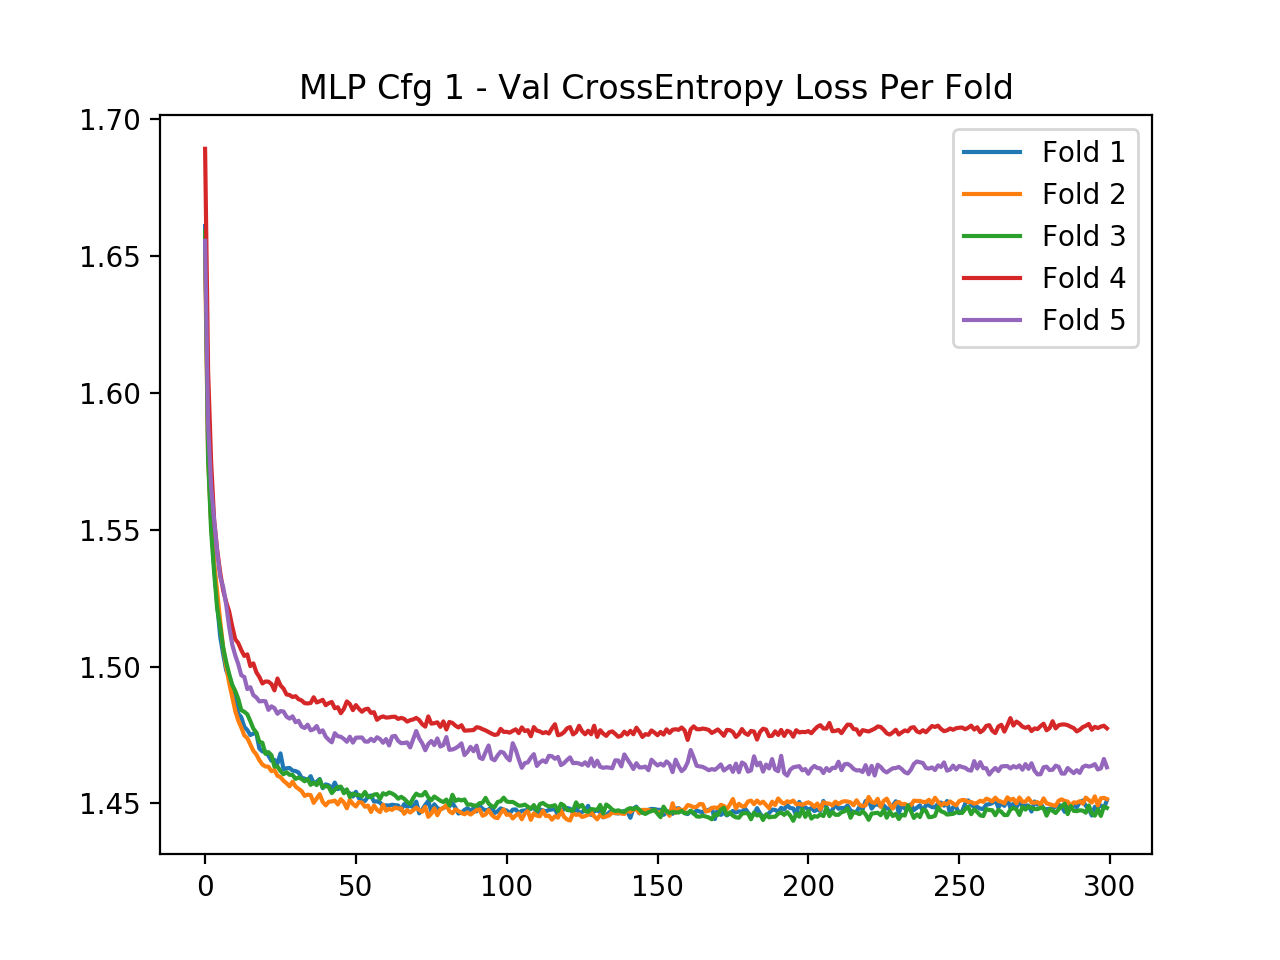 MLP Cfg 1 - Val CrossEntropy Loss Per Fold
1.70
1.65
1.60
1.55
1.50
1.45
Fold 1
Fold 2
Fold 3
Fold 4
Fold 5
0 50 100 150 200 250 300